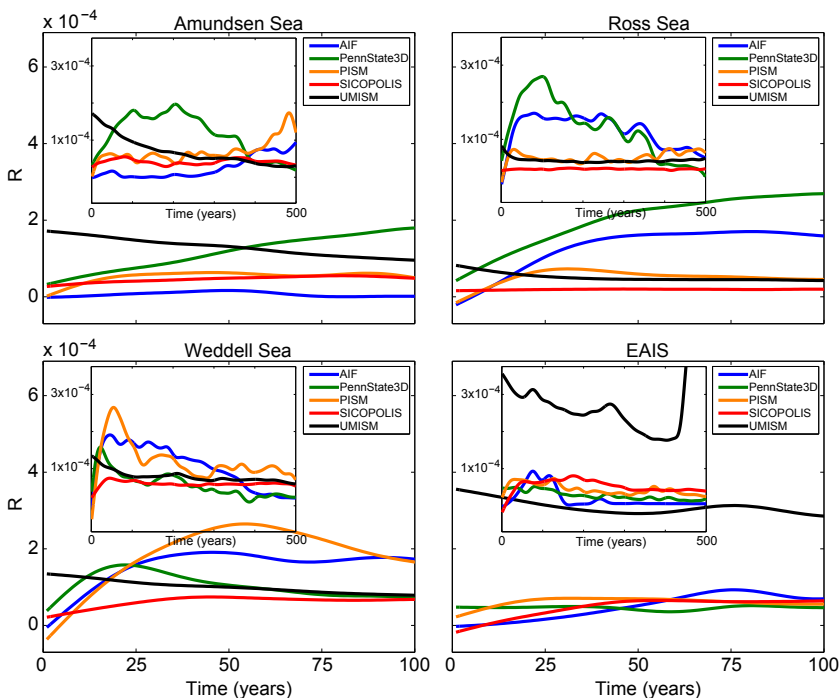 x 10⁻⁴ Amundsen Sea
6
4
R
2
0
3x10⁻⁴
1x10⁻⁴
0 Time (years) 500
AIF
PennState3D
PISM
SICOPOLIS
UMISM
Ross Sea
3x10⁻⁴
1x10⁻⁴
0 Time (years) 500
AIF
PennState3D
PISM
SICOPOLIS
UMISM
x 10⁻⁴ Weddell Sea
6
4
R
2
0
3x10⁻⁴
1x10⁻⁴
0 Time (years) 500
AIF
PennState3D
PISM
SICOPOLIS
UMISM
0 25 50 75 100
Time (years)
EAIS
3x10⁻⁴
1x10⁻⁴
0 Time (years) 500
AIF
PennState3D
PISM
SICOPOLIS
UMISM
0 25 50 75 100
Time (years)